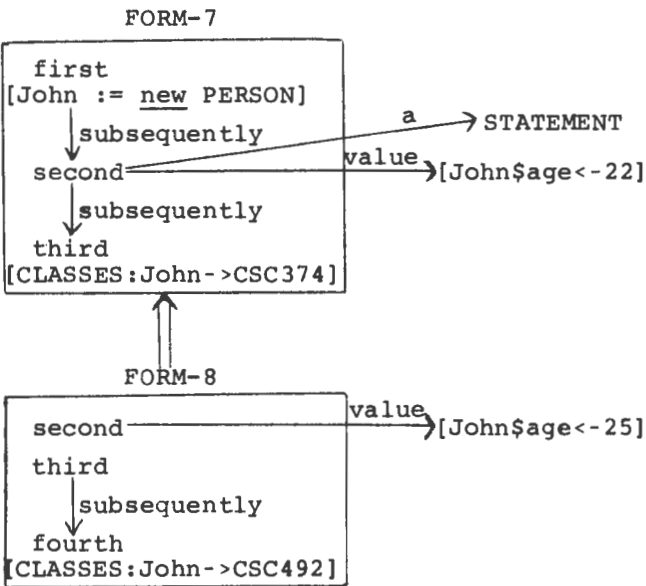 FORM-7
first
[John := new PERSON]
subsequently
a
STATEMENT
second
value
[John$age<-22]
subsequently
third
[CLASSES:John->CSC374]
FORM-8
second
value
[John$age<-25]
third
subsequently
fourth
[CLASSES:John->CSC492]